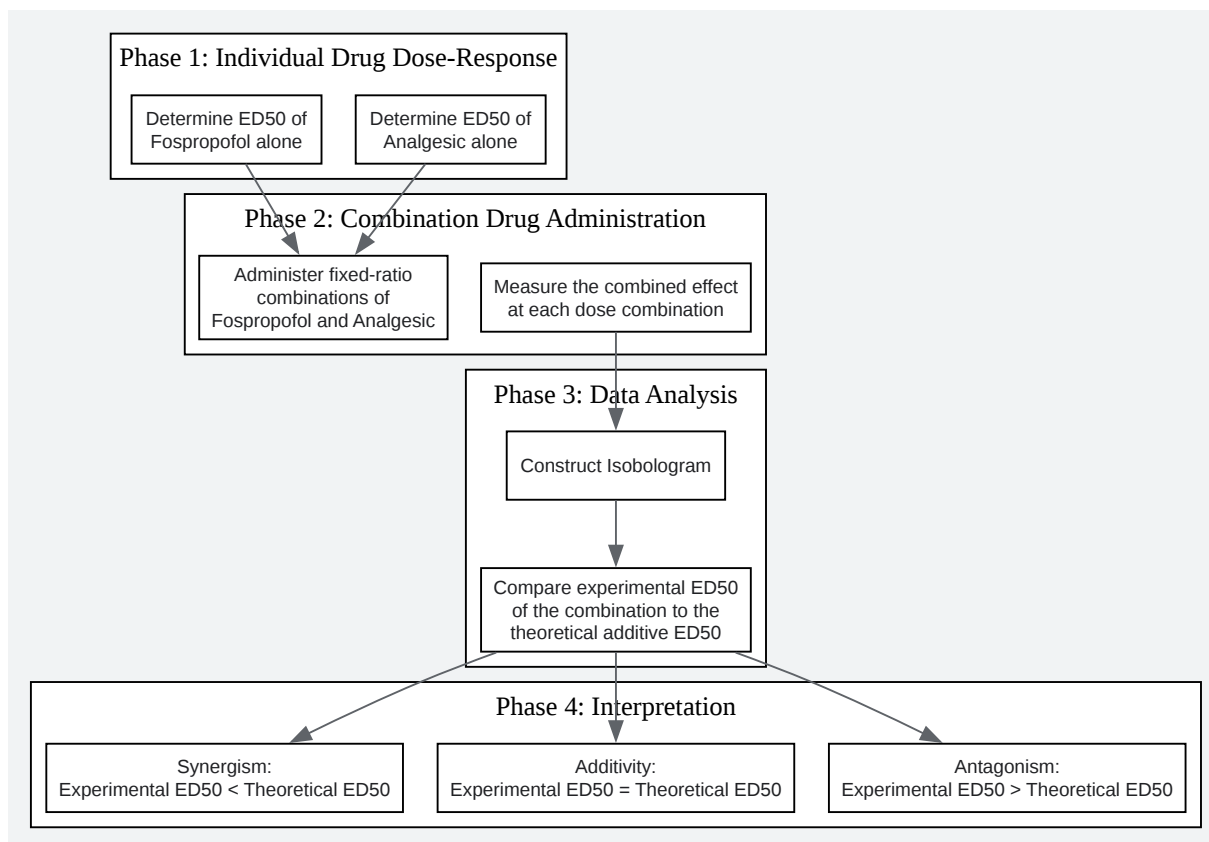 Phase 1: Individual Drug Dose-Response
Determine ED50 of
Fospropofol alone
Determine ED50 of
Analgesic alone
Phase 2: Combination Drug Administration
Administer fixed-ratio
combinations of
Fospropofol and Analgesic
Measure the combined effect
at each dose combination
Phase 3: Data Analysis
Construct Isobologram
Compare experimental ED50
of the combination to the
theoretical additive ED50
Phase 4: Interpretation
Synergism:
Experimental ED50 < Theoretical ED50
Additivity:
Experimental ED50 = Theoretical ED50
Antagonism:
Experimental ED50 > Theoretical ED50